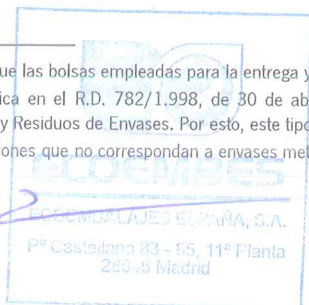 ue las bolsas empleadas para la entrega y
ica en el R.D. 782/1.998, de 30 de ab
y Residuos de Envases. Por esto, este tipo
ones que no correspondan a envases met
ECOEMBES
ECOEMBALAJES ESPAÑA, S.A.
Pº Castellana 83 - 85, 11ª Planta
28046 Madrid